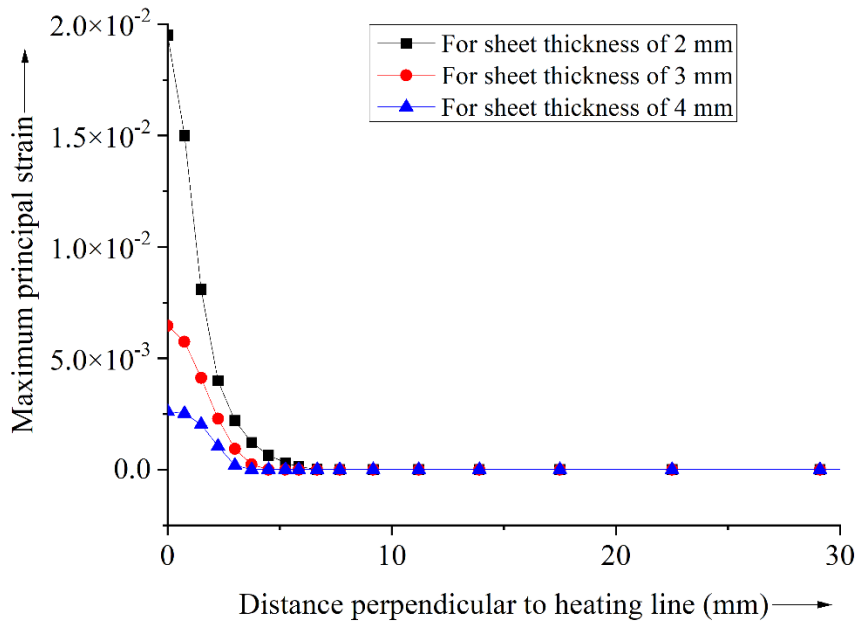 2.0×10⁻²
1.5×10⁻²
1.0×10⁻²
5.0×10⁻³
0.0
Maximum principal strain
For sheet thickness of 2 mm
For sheet thickness of 3 mm
For sheet thickness of 4 mm
0 10 20 30
Distance perpendicular to heating line (mm)